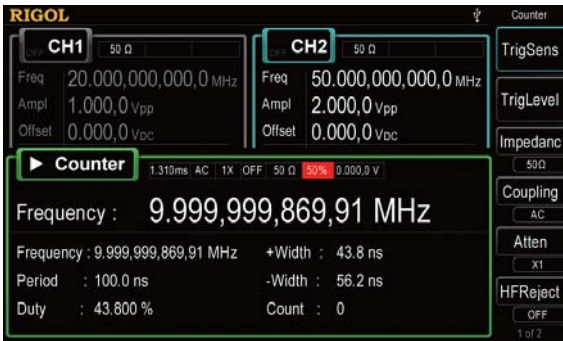 RIGOL
Counter
OFF CH1 50 Ω
OFF CH2 50 Ω
TrigSens
Freq 20.000,000,000,0 MHz
Ampl 1.000,0 Vpp
Offset 0.000,0 VDC
Freq 50.000,000,000,0 MHz
Ampl 2.000,0 Vpp
Offset 0.000,0 VDC
TrigLevel
Impedanc
50Ω
Counter 1.310ms AC 1X OFF 50 Ω 50% 0.000,0 V
Frequency : 9.999,999,869,91 MHz
Frequency : 9.999,999,869,91 MHz
Period : 100.0 ns
Duty : 43.800 %
+Width : 43.8 ns
-Width : 56.2 ns
Count : 0
Coupling
AC
Atten
X1
HFReject
OFF
1 of 2